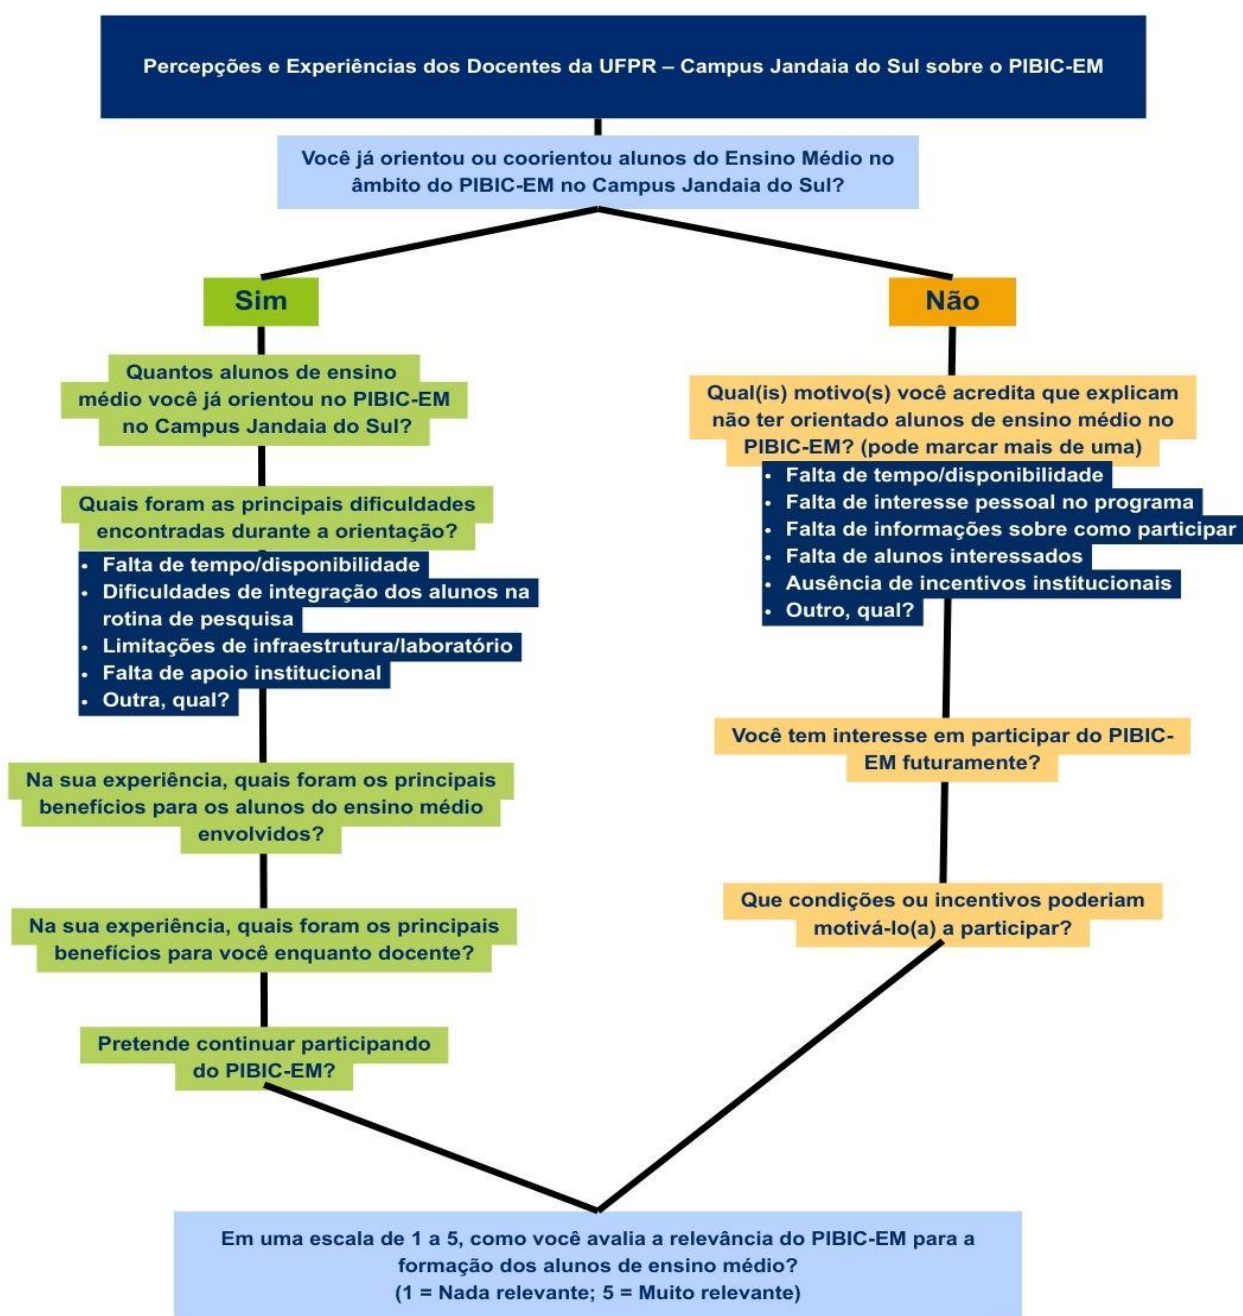 Percepções e Experiências dos Docentes da UFPR – Campus Jandaia do Sul sobre o PIBIC-EM
Você já orientou ou coorientou alunos do Ensino Médio no
âmbito do PIBIC-EM no Campus Jandaia do Sul?
Sim
Quantos alunos de ensino
médio você já orientou no PIBIC-EM
no Campus Jandaia do Sul?
Quais foram as principais dificuldades
encontradas durante a orientação?
• Falta de tempo/disponibilidade
• Dificuldades de integração dos alunos na
rotina de pesquisa
• Limitações de infraestrutura/laboratório
• Falta de apoio institucional
• Outra, qual?
Na sua experiência, quais foram os principais
benefícios para os alunos do ensino médio
envolvidos?
Na sua experiência, quais foram os principais
benefícios para você enquanto docente?
Pretende continuar participando
do PIBIC-EM?
Não
Qual(is) motivo(s) você acredita que explicam
não ter orientado alunos de ensino médio no
PIBIC-EM? (pode marcar mais de uma)
• Falta de tempo/disponibilidade
• Falta de interesse pessoal no programa
• Falta de informações sobre como participar
• Falta de alunos interessados
• Ausência de incentivos institucionais
• Outro, qual?
Você tem interesse em participar do PIBIC-
EM futuramente?
Que condições ou incentivos poderiam
motivá-lo(a) a participar?
Em uma escala de 1 a 5, como você avalia a relevância do PIBIC-EM para a
formação dos alunos de ensino médio?
(1 = Nada relevante; 5 = Muito relevante)